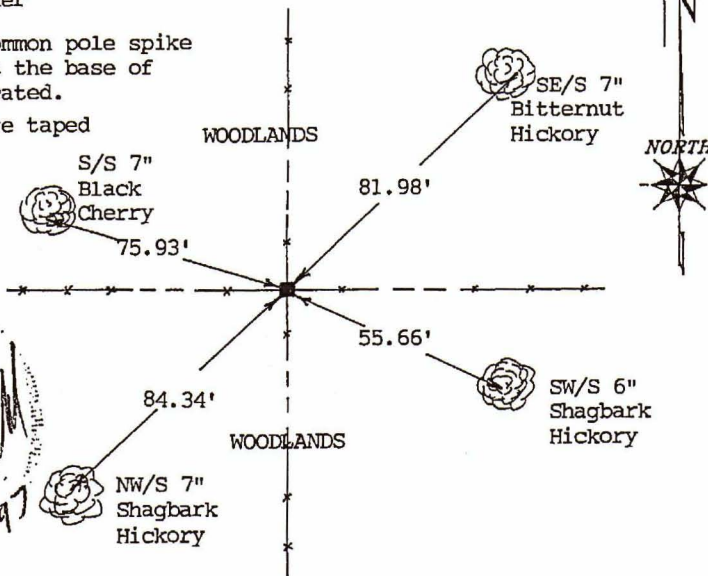 ommon pole spike
the base of
rated.
e taped
WOODLANDS
S/S 7"
Black
Cherry
75.93'
SE/S 7"
Bitternut
Hickory
81.98'
NORTH
N
55.66'
SW/S 6"
Shagbark
Hickory
84.34'
WOODLANDS
NW/S 7"
Shagbark
Hickory